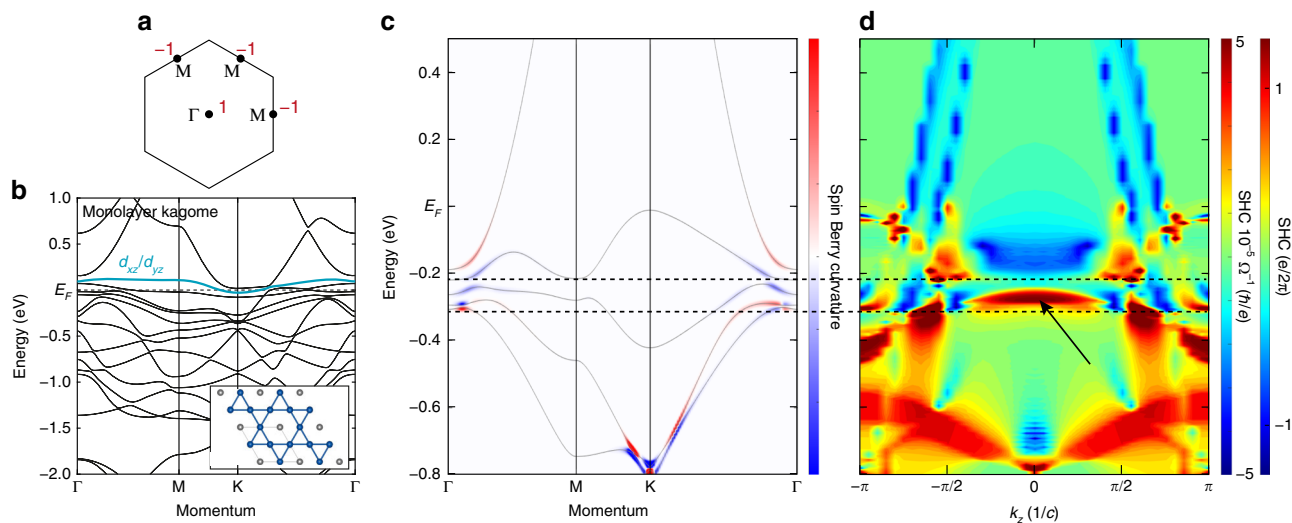 a
−1
−1
M
M
Γ
1
M
−1
b
1.0
0.5
E_F
−0.5
−1.0
−1.5
−2.0
Energy (eV)
Monolayer kagome
d_xz/d_yz
Γ
M
K
Γ
Momentum
c
0.4
0.2
E_F
−0.2
−0.4
−0.6
−0.8
Energy (eV)
Γ
M
K
Γ
Momentum
Spin Berry curvature
d
−π
−π/2
0
π/2
π
k_z (1/c)
5
−5
SHC 10⁻⁵ Ω⁻¹ (ħ/e)
1
−1
SHC (e/2π)